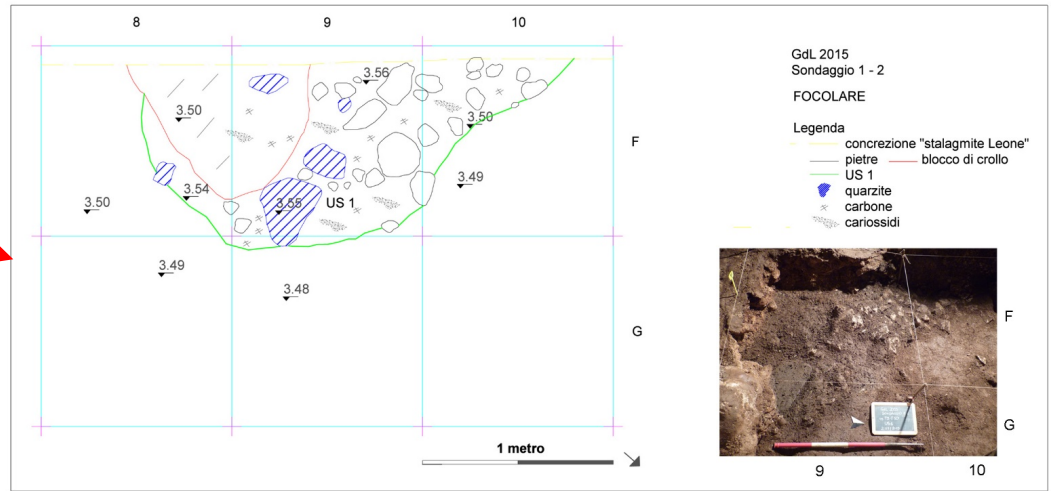 8 9 10
3.56
3.50
3.50
F
3.54
3.49
3.50
3.55
US 1
3.49
3.48
G
1 metro
GdL 2015
Sondaggio 1 - 2
FOCOLARE
Legenda
concrezione "stalagmite Leone"
pietre blocco di crollo
US 1
quarzite
carbone
cariossidi
F
G
9 10